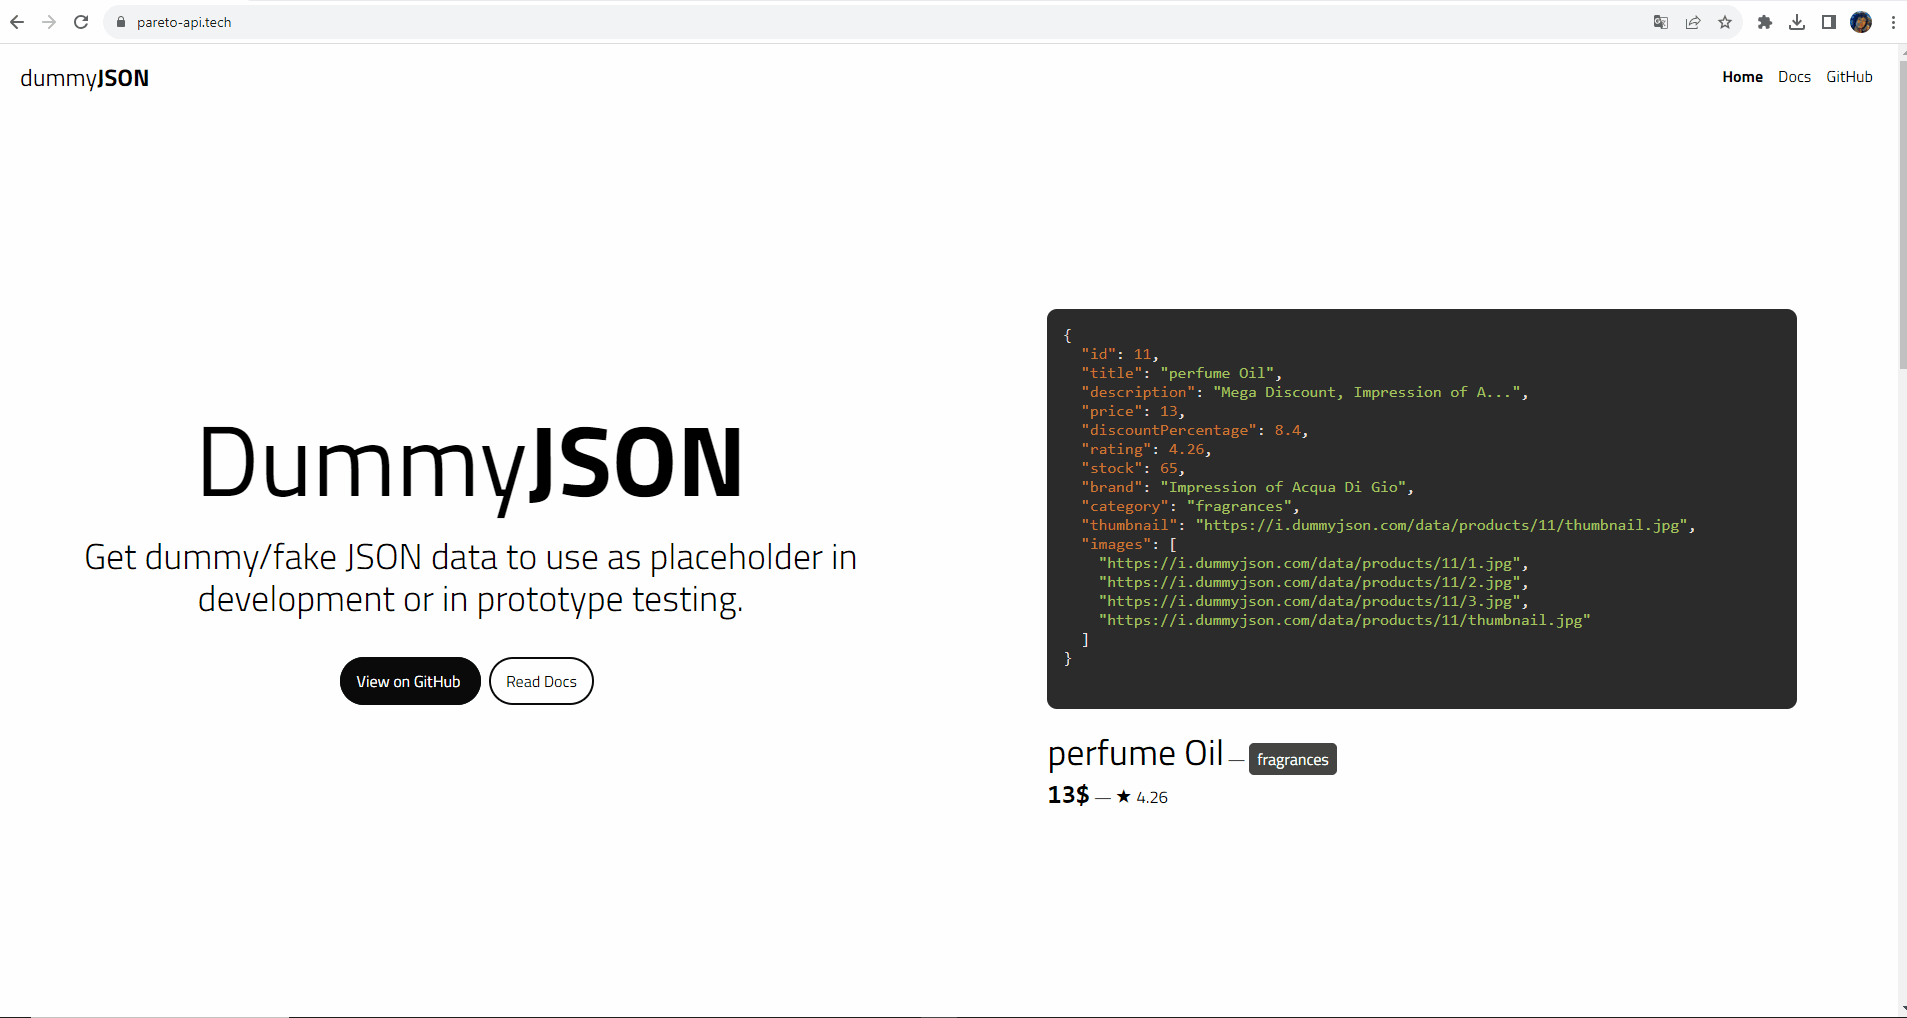 pareto-api.tech
dummyJSON
Home Docs GitHub
DummyJSON
Get dummy/fake JSON data to use as placeholder in
development or in prototype testing.
View on GitHub Read Docs
{
"id": 11,
"title": "perfume Oil",
"description": "Mega Discount, Impression of A...",
"price": 13,
"discountPercentage": 8.4,
"rating": 4.26,
"stock": 65,
"brand": "Impression of Acqua Di Gio",
"category": "fragrances",
"thumbnail": "https://i.dummyjson.com/data/products/11/thumbnail.jpg",
"images": [
"https://i.dummyjson.com/data/products/11/1.jpg",
"https://i.dummyjson.com/data/products/11/2.jpg",
"https://i.dummyjson.com/data/products/11/3.jpg",
"https://i.dummyjson.com/data/products/11/thumbnail.jpg"
]
}
perfume Oil — fragrances
13$ — ★ 4.26